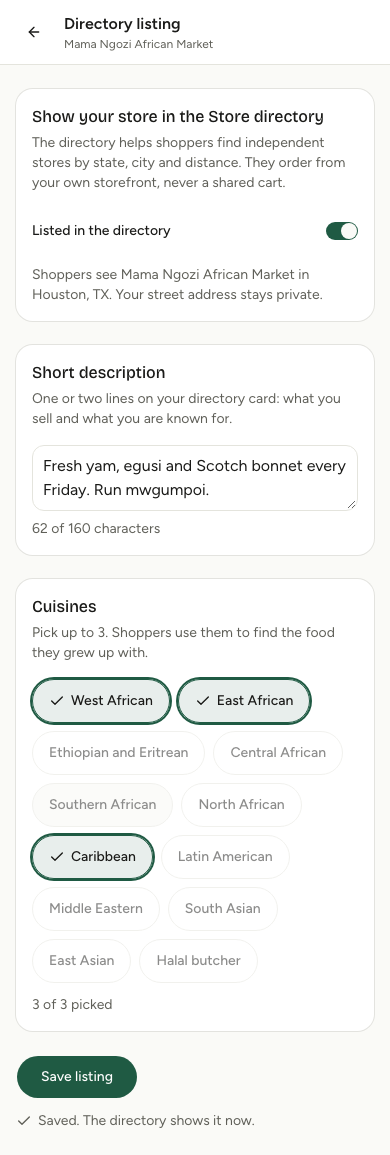 Directory listing
Mama Ngozi African Market
Show your store in the Store directory
The directory helps shoppers find independent
stores by state, city and distance. They order from
your own storefront, never a shared cart.
Listed in the directory
Shoppers see Mama Ngozi African Market in
Houston, TX. Your street address stays private.
Short description
One or two lines on your directory card: what you
sell and what you are known for.
Fresh yam, egusi and Scotch bonnet every
Friday. Run mwgumpoi.
62 of 160 characters
Cuisines
Pick up to 3. Shoppers use them to find the food
they grew up with.
West African East African
Ethiopian and Eritrean Central African
Southern African North African
Caribbean Latin American
Middle Eastern South Asian
East Asian Halal butcher
3 of 3 picked
Save listing
Saved. The directory shows it now.